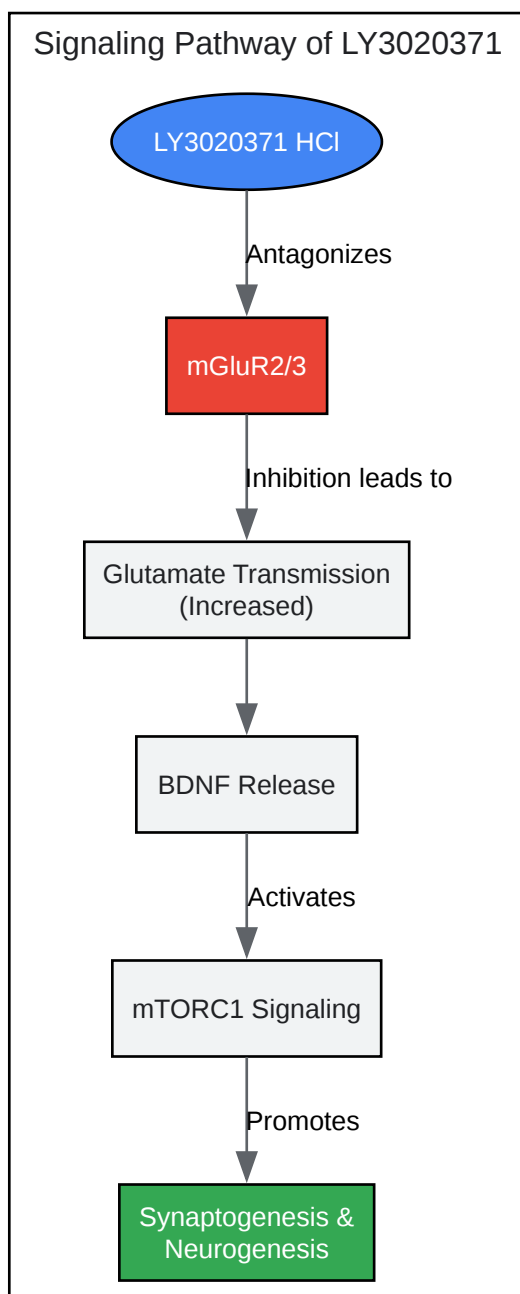 Signaling Pathway of LY3020371
LY3020371 HCl
Antagonizes
mGluR2/3
Inhibition leads to
Glutamate Transmission
(Increased)
BDNF Release
Activates
mTORC1 Signaling
Promotes
Synaptogenesis &
Neurogenesis